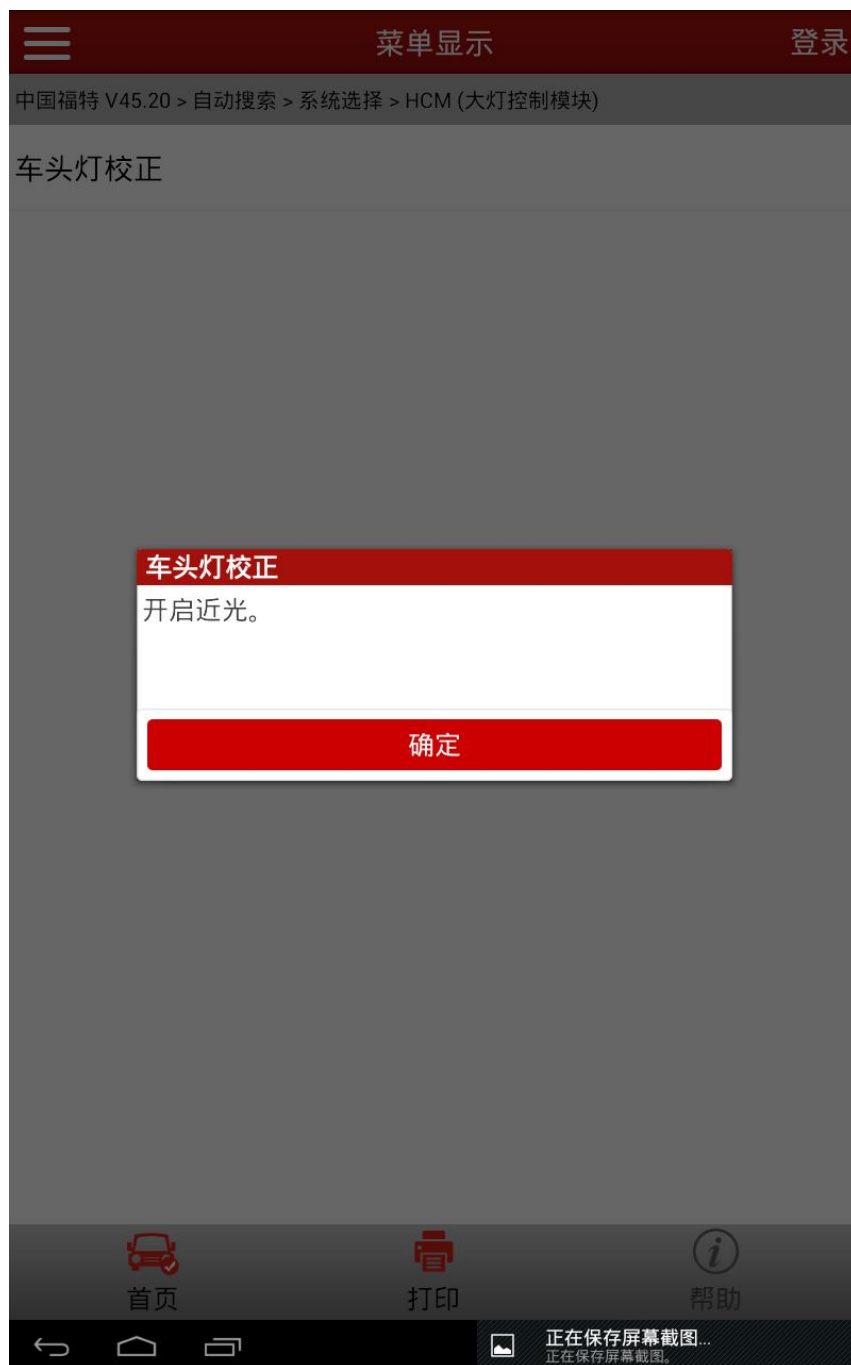 菜单显示
登录
中国福特 V45.20 > 自动搜索 > 系统选择 > HCM (大灯控制模块)
车头灯校正
车头灯校正
开启近光。
确定
首页
打印
帮助
正在保存屏幕截图...
正在保存屏幕截图。